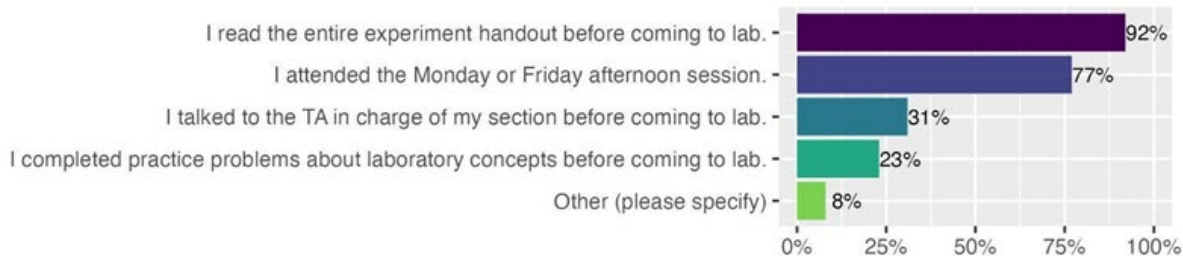 I read the entire experiment handout before coming to lab. 92%
I attended the Monday or Friday afternoon session. 77%
I talked to the TA in charge of my section before coming to lab. 31%
I completed practice problems about laboratory concepts before coming to lab. 23%
Other (please specify) 8%
0% 25% 50% 75% 100%